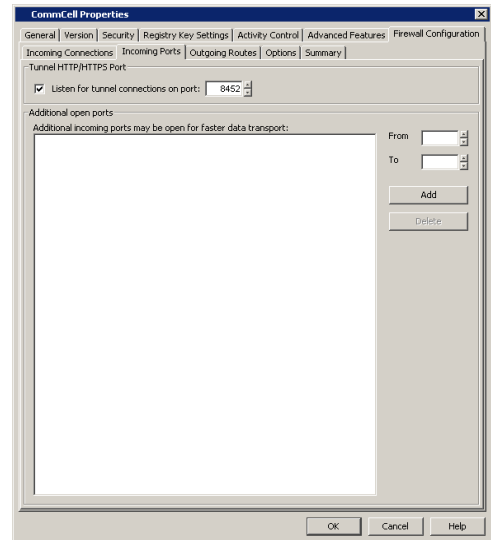 CommCell Properties
General Version Security Registry Key Settings Activity Control Advanced Features Firewall Configuration
Incoming Connections Incoming Ports Outgoing Routes Options Summary
Tunnel HTTP/HTTPS Port
Listen for tunnel connections on port: 8452
Additional open ports
Additional incoming ports may be open for faster data transport:
From
To
Add
Delete
OK Cancel Help